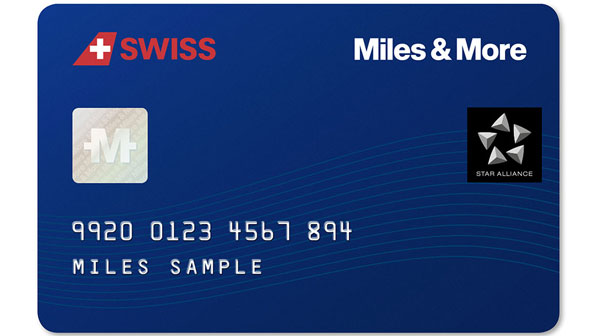 SWISS
Miles & More
M
STAR ALLIANCE
9920 0123 4567 894
MILES SAMPLE